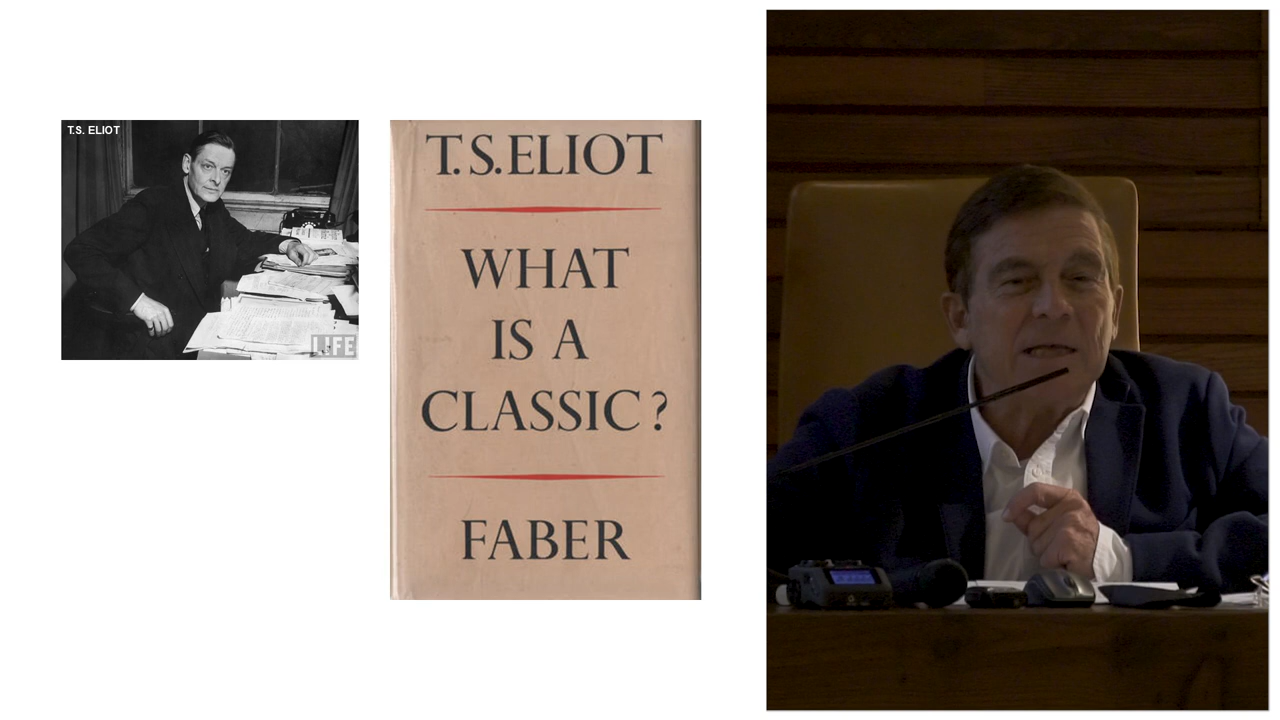 T.S. ELIOT
LIFE
T.S.ELIOT
WHAT
IS A
CLASSIC?
FABER